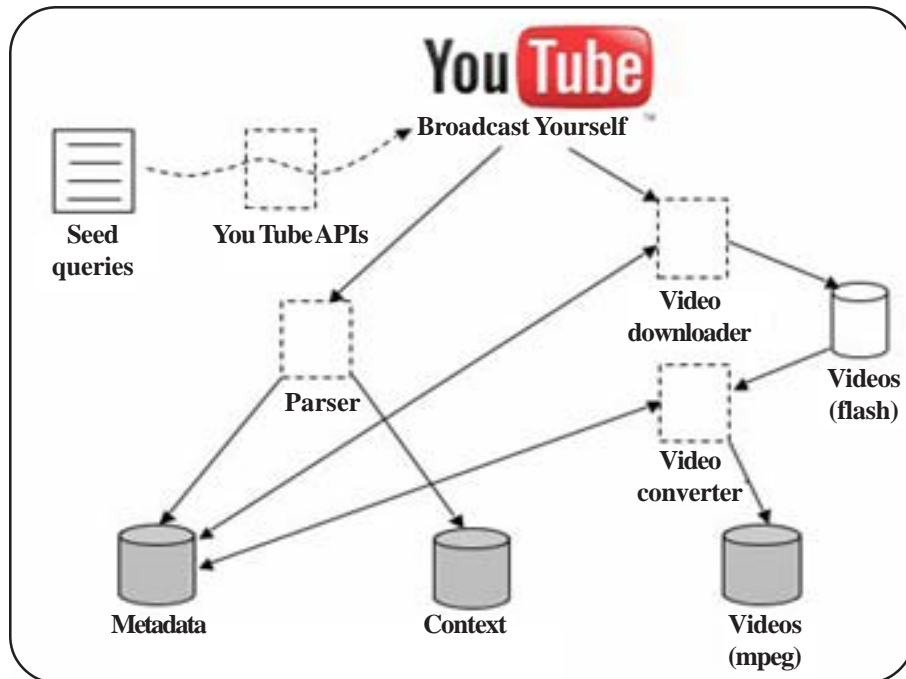 You Tube
TM
Broadcast Yourself
Seed
queries
You Tube APIs
Video
downloader
Parser
Videos
(flash)
Video
converter
Metadata
Context
Videos
(mpeg)